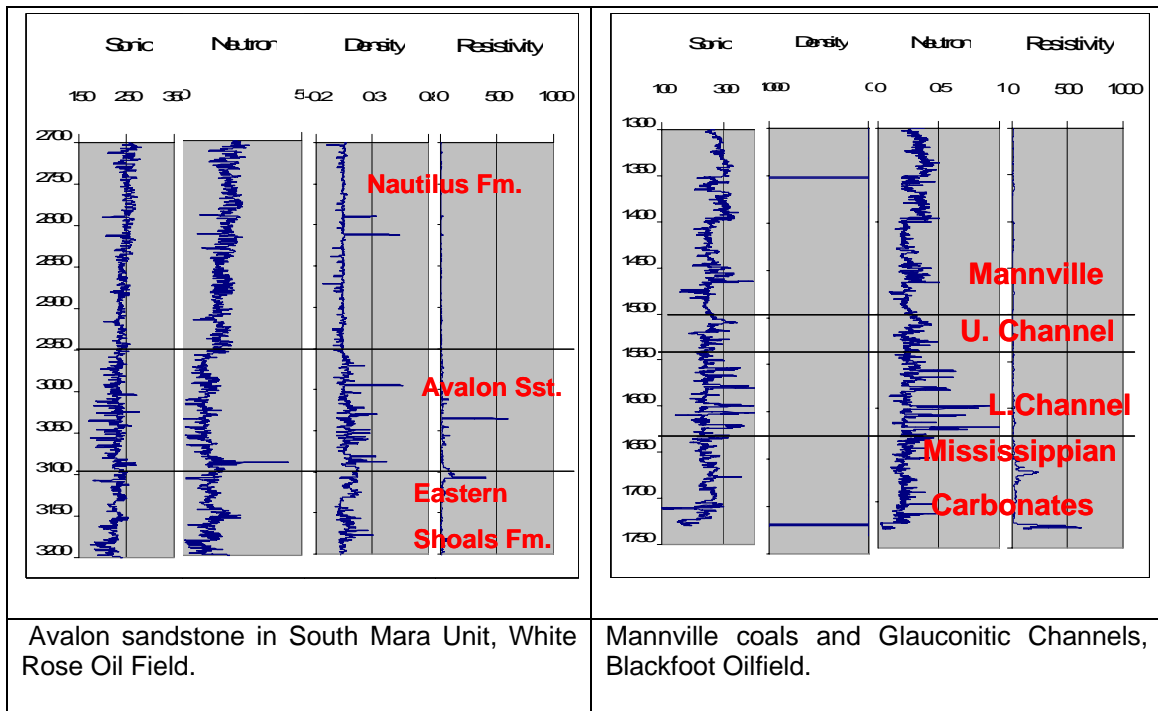 Sonic Neutron Density Resistivity
150 250 350 -0.2 0.3 500 1000
2700
2750
Nautilus Fm.
2800
2850
2900
2950
3000
Avalon Sst.
3050
3100
Eastern
3150
Shoals Fm.
3200
Sonic Density Neutron Resistivity
100 300 1000 0.5 500 1000
1300
1350
1400
1450
Mannville
1500
U. Channel
1550
1600
L.Channel
1650
Mississippian
1700
Carbonates
1750
Avalon sandstone in South Mara Unit, White
Rose Oil Field.
Mannville coals and Glauconitic Channels,
Blackfoot Oilfield.